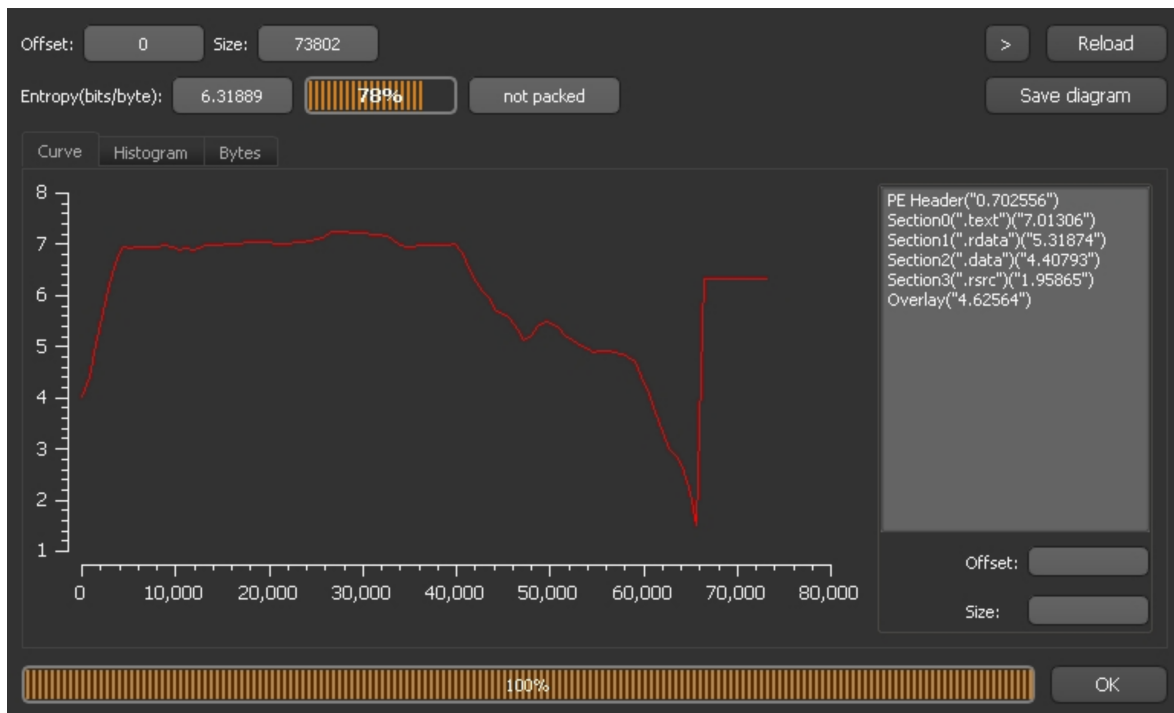 Offset: 0 Size: 73802 > Reload
Entropy(bits/byte): 6.31889 78% not packed Save diagram
Curve Histogram Bytes
8
7
6
5
4
3
2
1
0 10,000 20,000 30,000 40,000 50,000 60,000 70,000 80,000
PE Header("0.702556")
Section0(".text")("7.01306")
Section1(".rdata")("5.31874")
Section2(".data")("4.40793")
Section3(".rsrc")("1.95865")
Overlay("4.62564")
Offset:
Size:
100% OK